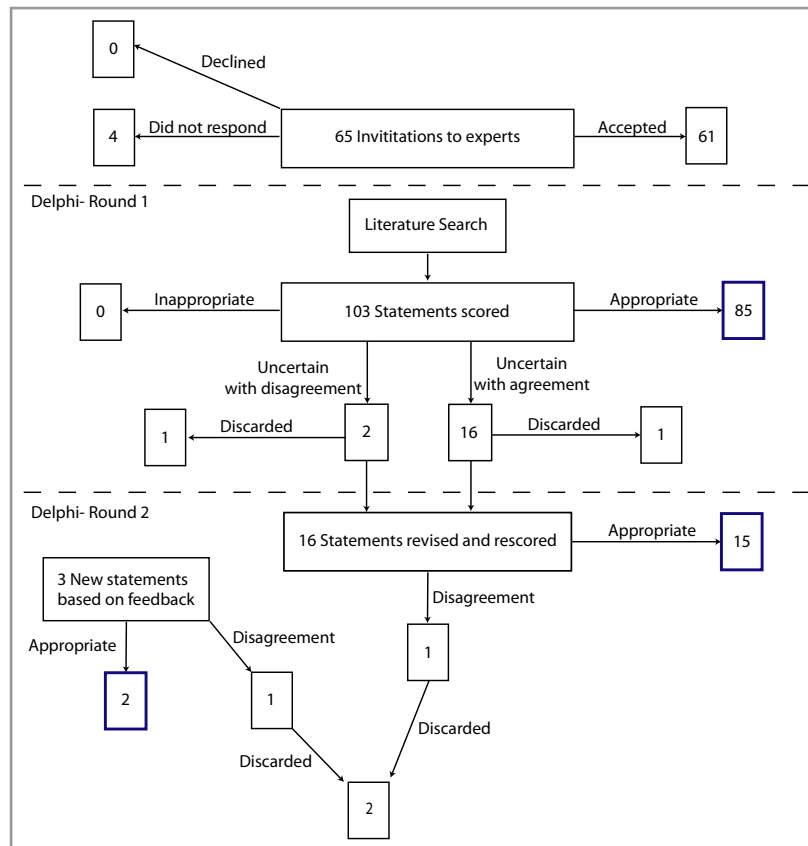 0
Declined
4
Did not respond
65 Invititations to experts
Accepted
61
Delphi- Round 1
Literature Search
0
Inappropriate
103 Statements scored
Appropriate
85
Uncertain
with disagreement
Uncertain
with agreement
1
Discarded
2
16
Discarded
1
Delphi- Round 2
16 Statements revised and rescored
Appropriate
15
3 New statements
based on feedback
Disagreement
Appropriate
Disagreement
1
2
1
Discarded
Discarded
2